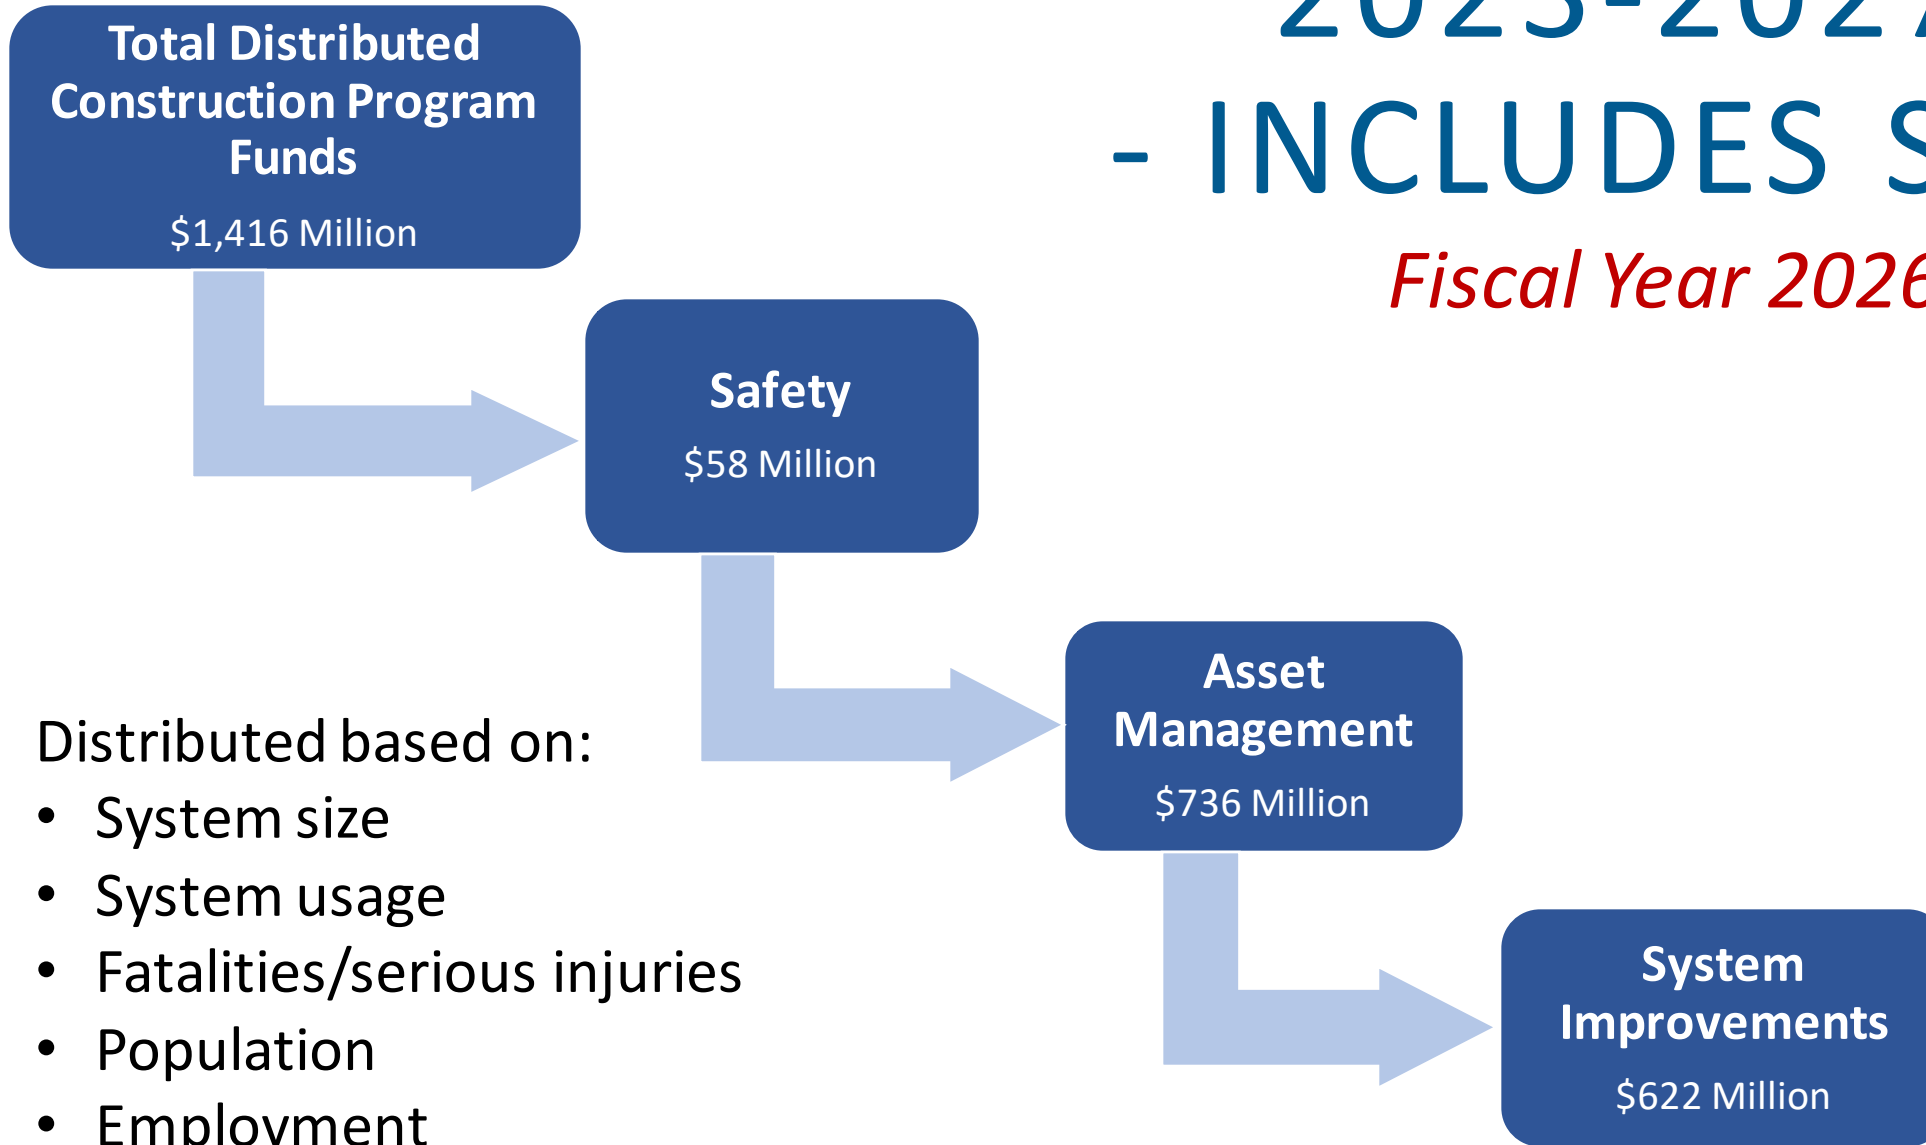 Total Distributed
Construction Program
Funds
$1,416 Million
- INCLUDES
Fiscal Year 2026
Safety
$58 Million
Asset
Management
$736 Million
System
Improvements
$622 Million
Distributed based on:
• System size
• System usage
• Fatalities/serious injuries
• Population
• Employment